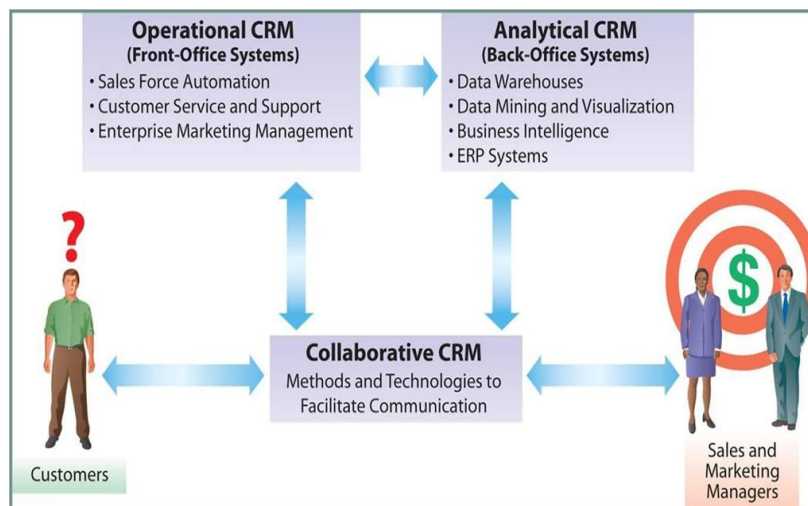 Operational CRM
(Front-Office Systems)
• Sales Force Automation
• Customer Service and Support
• Enterprise Marketing Management
Analytical CRM
(Back-Office Systems)
• Data Warehouses
• Data Mining and Visualization
• Business Intelligence
• ERP Systems
?
$
Collaborative CRM
Methods and Technologies to
Facilitate Communication
Customers
Sales and
Marketing
Managers